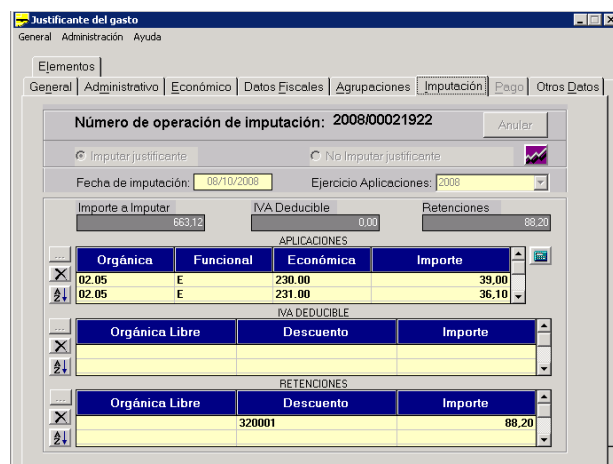 Justificante del gasto
General Administración Ayuda
Elementos
General Administrativo Económico Datos Fiscales Agrupaciones Imputación Pago Otros Datos
Número de operación de imputación: 2008/00021922 Anular
Imputar justificante No Imputar justificante
Fecha de imputación: 08/10/2008 Ejercicio Aplicaciones: 2008
Importe a Imputar IVA Deducible Retenciones
663,12 0,00 88,20
APLICACIONES
... Orgánica Funcional Económica Importe
02.05 E 230.00 39,00
02.05 E 231.00 36,10
IVA DEDUCIBLE
... Orgánica Libre Descuento Importe
RETENCIONES
... Orgánica Libre Descuento Importe
320001 88,20